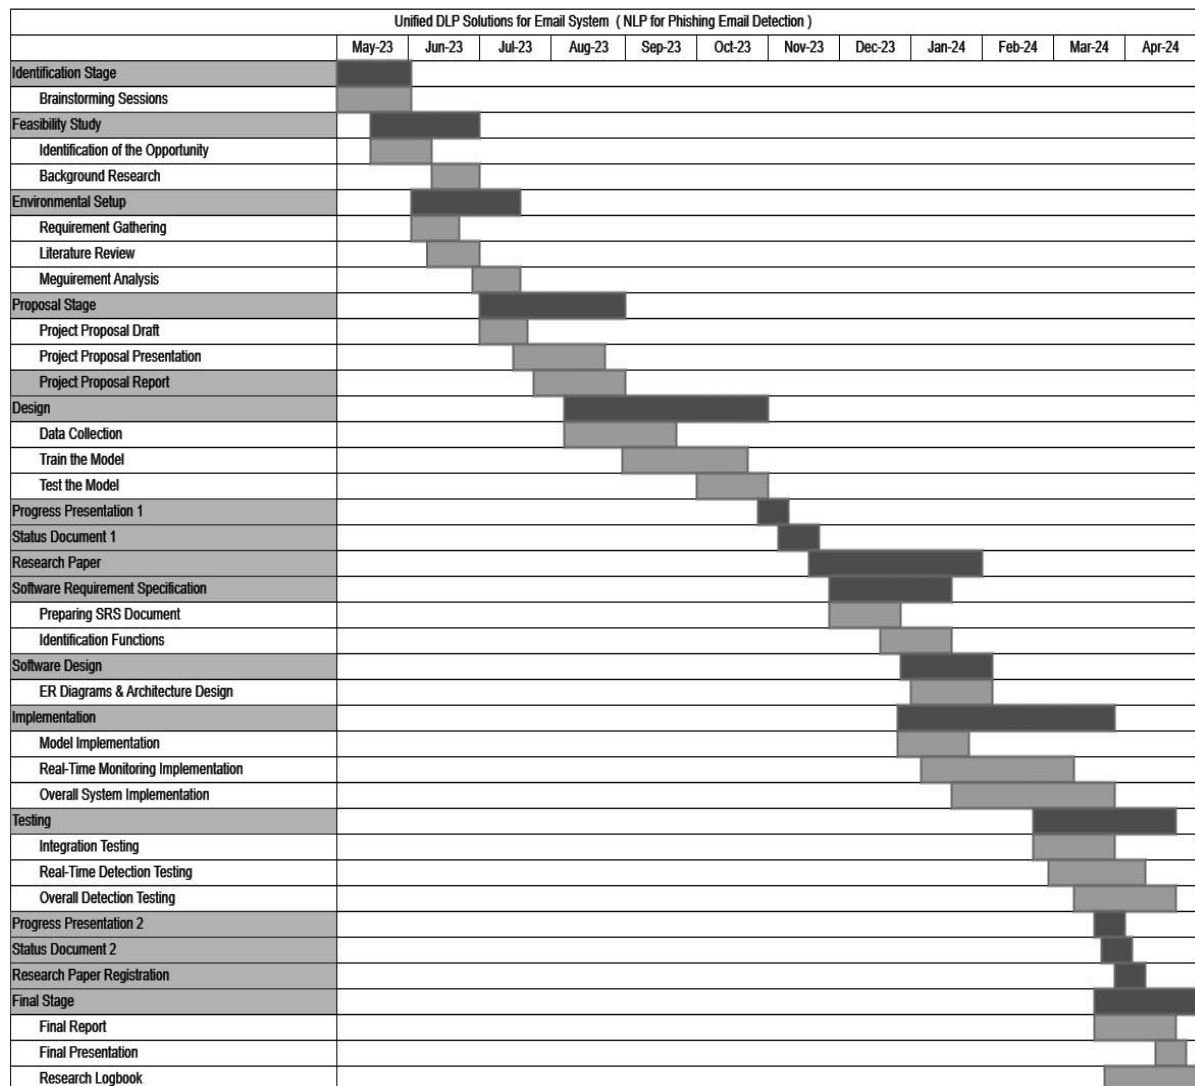 Unified DLP Solutions for Email System ( NLP for Phishing Email Detection )
May-23 Jun-23 Jul-23 Aug-23 Sep-23 Oct-23 Nov-23 Dec-23 Jan-24 Feb-24 Mar-24 Apr-24
Identification Stage
Brainstorming Sessions
Feasibility Study
Identification of the Opportunity
Background Research
Environmental Setup
Requirement Gathering
Literature Review
Meguirement Analysis
Proposal Stage
Project Proposal Draft
Project Proposal Presentation
Project Proposal Report
Design
Data Collection
Train the Model
Test the Model
Progress Presentation 1
Status Document 1
Research Paper
Software Requirement Specification
Preparing SRS Document
Identification Functions
Software Design
ER Diagrams & Architecture Design
Implementation
Model Implementation
Real-Time Monitoring Implementation
Overall System Implementation
Testing
Integration Testing
Real-Time Detection Testing
Overall Detection Testing
Progress Presentation 2
Status Document 2
Research Paper Registration
Final Stage
Final Report
Final Presentation
Research Logbook